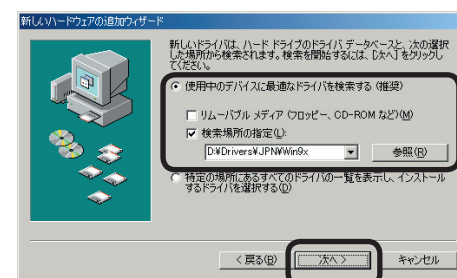 新しいハードウェアの追加ウィザード
新しいドライバは、ハード ドライブのドライバ データベースと、次の選択
した場所から検索されます。検索を開始するには、[次へ] をクリックし
てください。
使用中のデバイスに最適なドライバを検索する (推奨)
リムーバブル メディア (フロッピー、CD-ROM など)(M)
検索場所の指定(L):
D:¥Drivers¥JPN¥Win9x
参照(R)
特定の場所にあるすべてのドライバの一覧を表示し、インストール
するドライバを選択する(D)
< 戻る(B)
次へ >
キャンセル